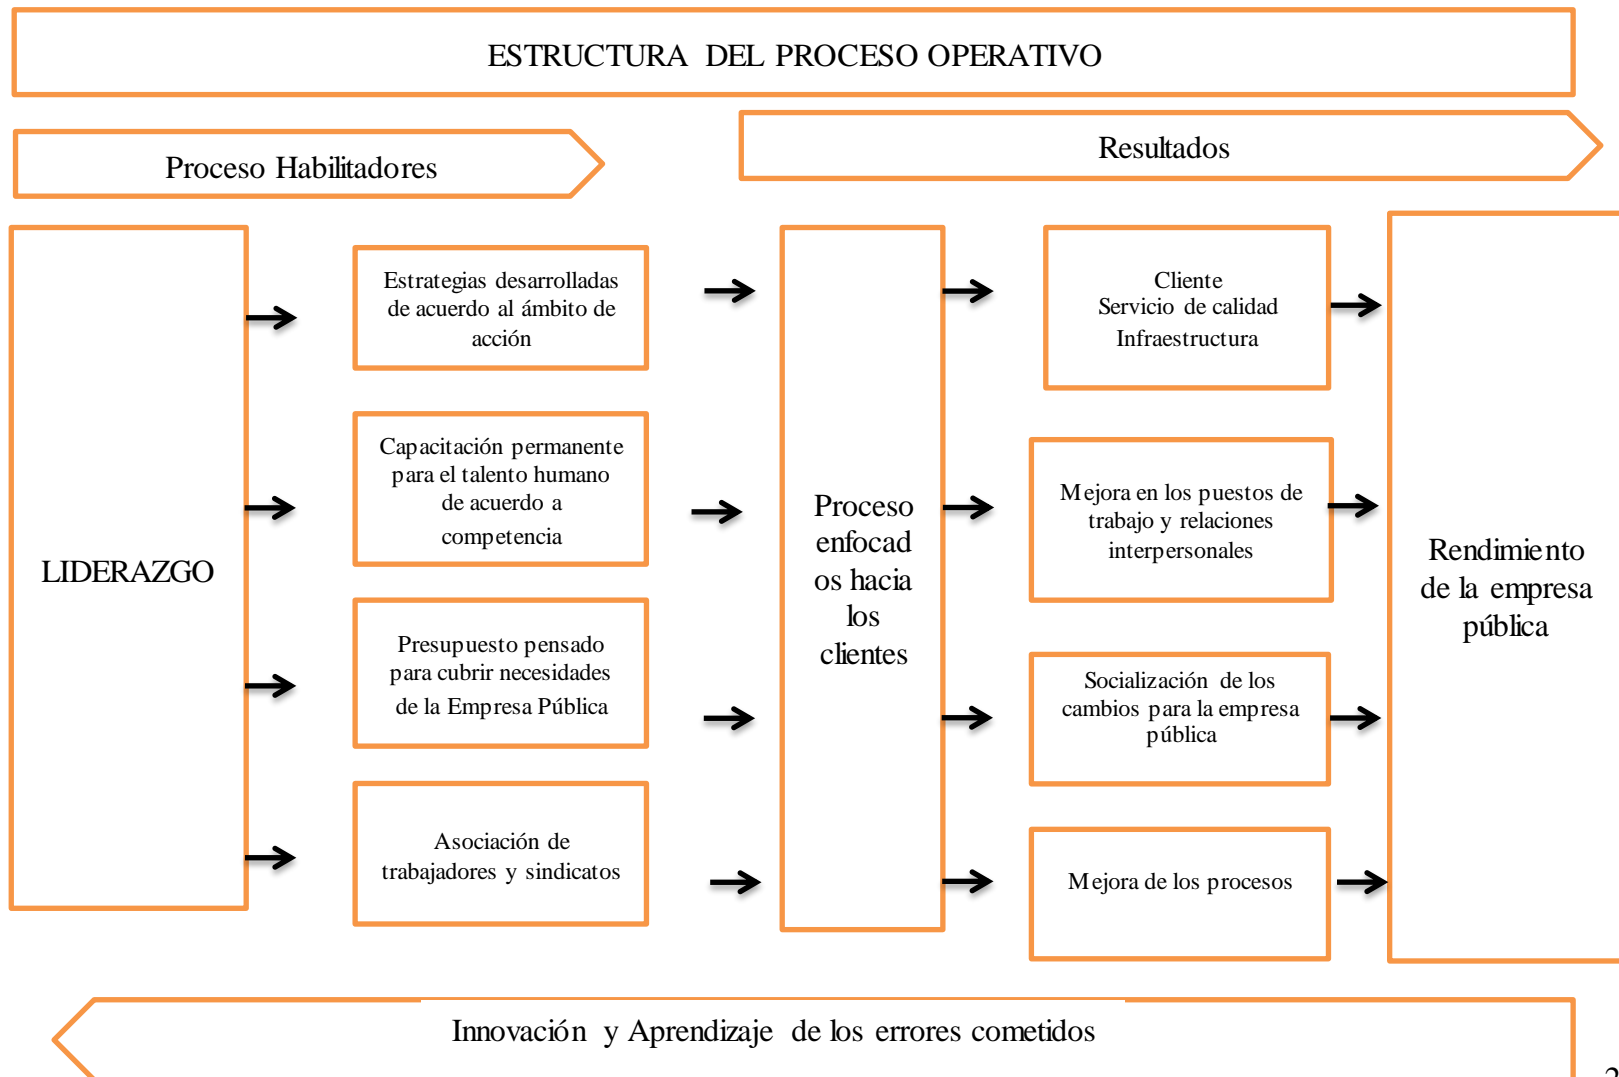 ESTRUCTURA DEL PROCESO OPERATIVO
Proceso Habilitadores
Resultados
LIDERAZGO
Estrategias desarrolladas
de acuerdo al ámbito de
acción
Capacitación permanente
para el talento humano
de acuerdo a
competencia
Presupuesto pensado
para cubrir necesidades
de la Empresa Pública
Asociación de
trabajadores y sindicatos
Proceso
enfocad
os hacia
los
clientes
Cliente
Servicio de calidad
Infraestructura
Mejora en los puestos de
trabajo y relaciones
interpersonales
Socialización de los
cambios para la empresa
pública
Mejora de los procesos
Rendimiento
de la empresa
pública
Innovación y Aprendizaje de los errores cometidos